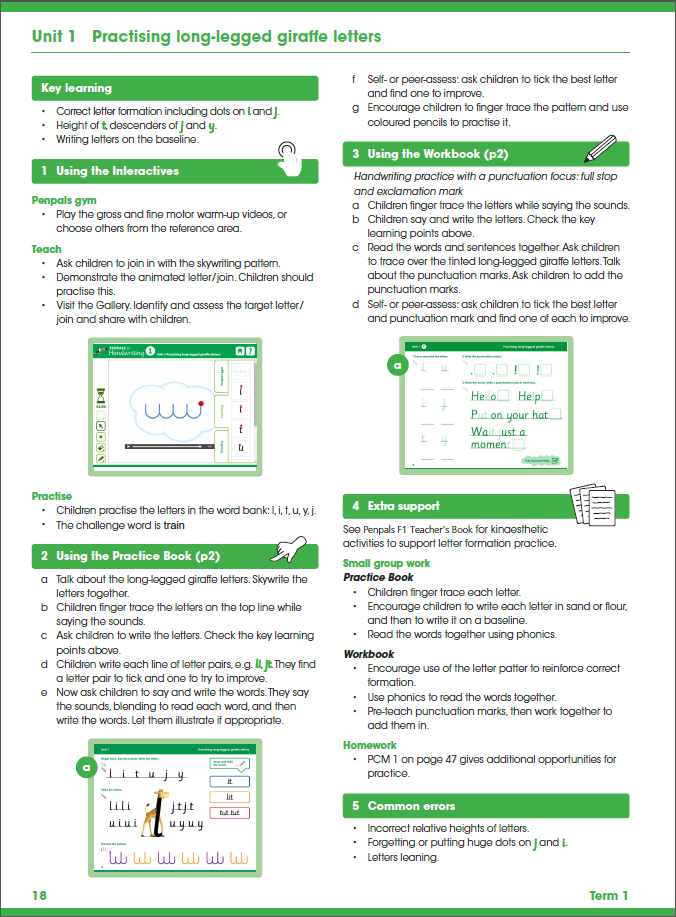 Unit 1 Practising long-legged giraffe letters
Key learning
• Correct letter formation including dots on i and j.
• Height of t, descenders of j and y.
• Writing letters on the baseline.
1 Using the Interactives
Penpals gym
• Play the gross and fine motor warm-up videos, or
choose others from the reference area.
Teach
• Ask children to join in with the skywriting pattern.
• Demonstrate the animated letter/join. Children should
practise this.
• Visit the Gallery. Identify and assess the target letter/
join and share with children.
PENPALS for
Handwriting 1 Unit 1 Practising long-legged giraffe letters
l
i
t
u
Practise
• Children practise the letters in the word bank: l, i, t, u, y, j.
• The challenge word is train
2 Using the Practice Book (p2)
a Talk about the long-legged giraffe letters. Skywrite the
letters together.
b Children finger trace the letters on the top line while
saying the sounds.
c Ask children to write the letters. Check the key learning
points above.
d Children write each line of letter pairs, e.g. li, jt. They find
a letter pair to tick and one to try to improve.
e Now ask children to say and write the words. They say
the sounds, blending to read each word, and then
write the words. Let them illustrate if appropriate.
a
Unit 1 Practising long-legged giraffe letters
l i t u j y
it
lit
tut tut
lili jtjt
uiui uyuy
f Self- or peer-assess: ask children to tick the best letter
and find one to improve.
g Encourage children to finger trace the pattern and use
coloured pencils to practise it.
3 Using the Workbook (p2)
Handwriting practice with a punctuation focus: full stop
and exclamation mark
a Children finger trace the letters while saying the sounds.
b Children say and write the letters. Check the key
learning points above.
c Read the words and sentences together. Ask children
to trace over the tinted long-legged giraffe letters. Talk
about the punctuation marks. Ask children to add the
punctuation marks.
d Self- or peer-assess: ask children to tick the best letter
and punctuation mark and find one of each to improve.
a
Unit 1 Practising long-legged giraffe letters
Hello Help
Put on your hat
Wait just a
moment
4 Extra support
See Penpals F1 Teacher's Book for kinaesthetic
activities to support letter formation practice.
Small group work
Practice Book
• Children finger trace each letter.
• Encourage children to write each letter in sand or flour,
and then to write it on a baseline.
• Read the words together using phonics.
Workbook
• Encourage use of the letter patter to reinforce correct
formation.
• Use phonics to read the words together.
• Pre-teach punctuation marks, then work together to
add them in.
Homework
• PCM 1 on page 47 gives additional opportunities for
practice.
5 Common errors
• Incorrect relative heights of letters.
• Forgetting or putting huge dots on j and i.
• Letters leaning.
18
Term 1